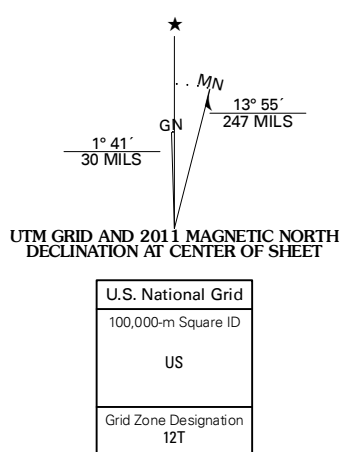 ★
MN
GN
13° 55´
247 MILS
1° 41´
30 MILS
UTM GRID AND 2011 MAGNETIC NORTH
DECLINATION AT CENTER OF SHEET
U.S. National Grid
100,000-m Square ID
US
Grid Zone Designation
12T